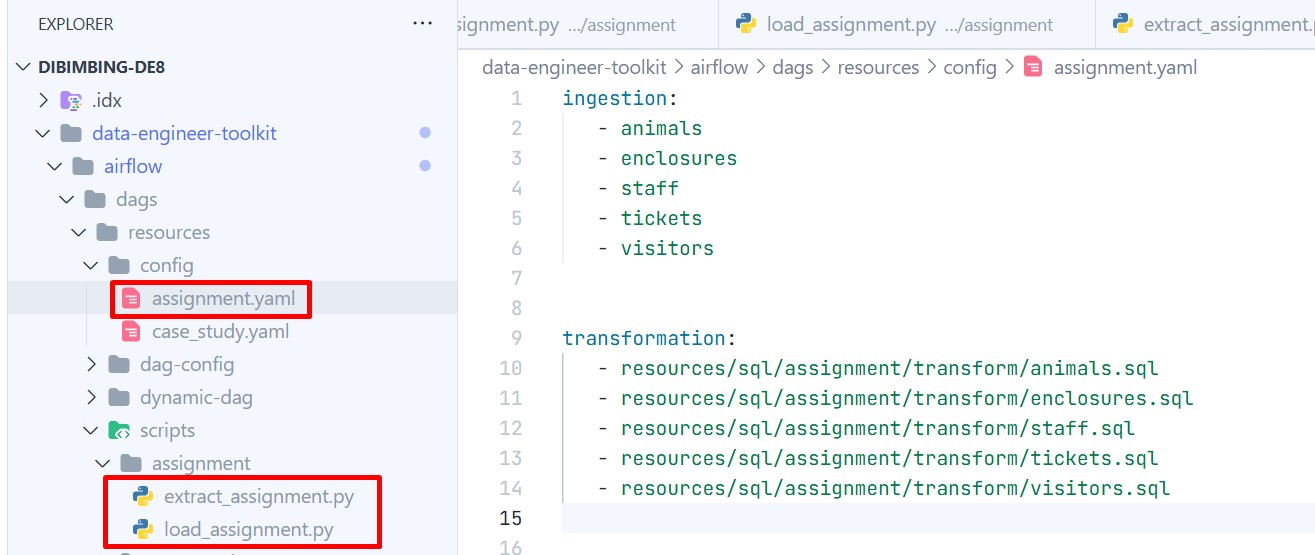 EXPLORER ...
DIBIMBING-DE8
.idx
data-engineer-toolkit
airflow
dags
resources
config
assignment.yaml
case_study.yaml
dag-config
dynamic-dag
scripts
assignment
extract_assignment.py
load_assignment.py
signment.py .../assignment
load_assignment.py .../assignment
extract_assignment.p
data-engineer-toolkit > airflow > dags > resources > config > assignment.yaml
1 ingestion:
2 - animals
3 - enclosures
4 - staff
5 - tickets
6 - visitors
7
8
9 transformation:
10 - resources/sql/assignment/transform/animals.sql
11 - resources/sql/assignment/transform/enclosures.sql
12 - resources/sql/assignment/transform/staff.sql
13 - resources/sql/assignment/transform/tickets.sql
14 - resources/sql/assignment/transform/visitors.sql
15